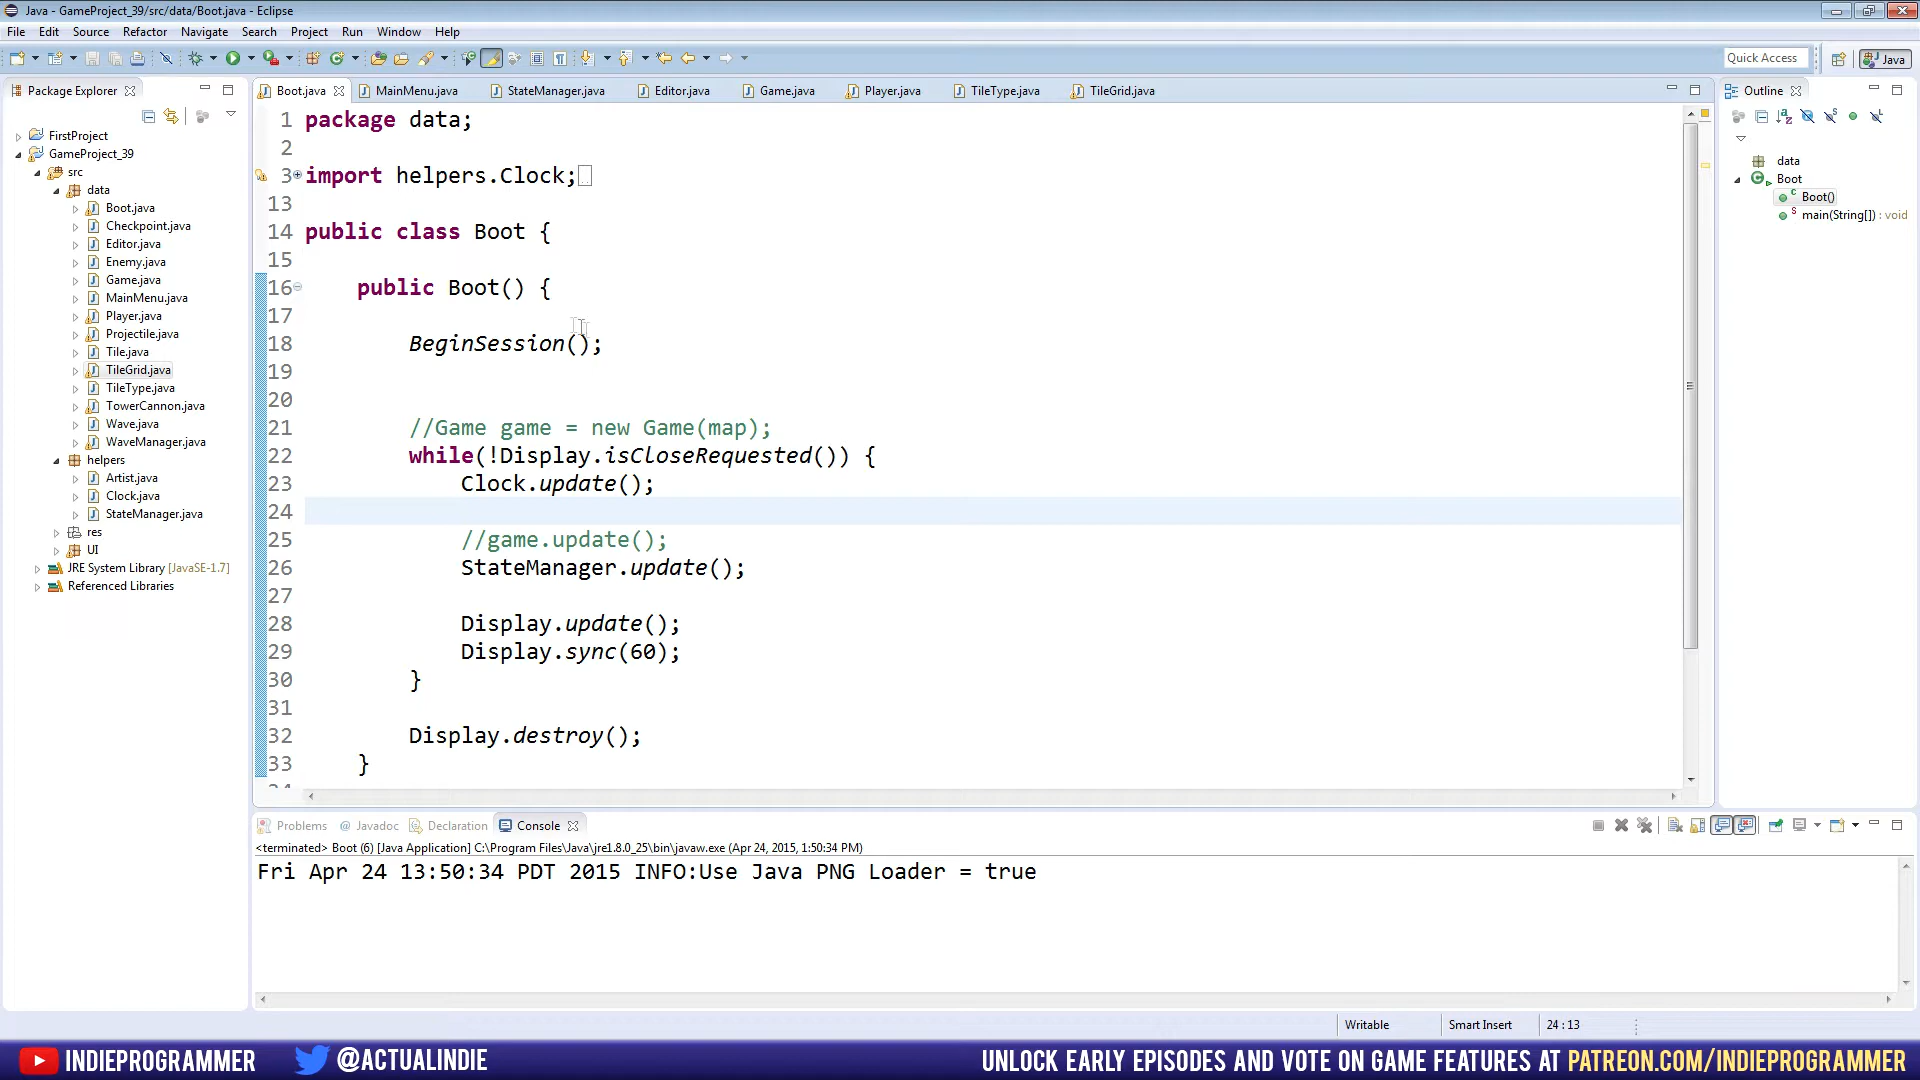 Java - GameProject_39/src/data/Boot.java - Eclipse
File Edit Source Refactor Navigate Search Project Run Window Help
Quick Access Java
Package Explorer
FirstProject
GameProject_39
src
data
Boot.java
Checkpoint.java
Editor.java
Enemy.java
Game.java
MainMenu.java
Player.java
Projectile.java
Tile.java
TileGrid.java
TileType.java
TowerCannon.java
Wave.java
WaveManager.java
helpers
Artist.java
Clock.java
StateManager.java
res
UI
JRE System Library [JavaSE-1.7]
Referenced Libraries
Boot.java MainMenu.java StateManager.java Editor.java Game.java Player.java TileType.java TileGrid.java
1 package data;
2
3 import helpers.Clock;
13
14 public class Boot {
15
16 public Boot() {
17
18 BeginSession();
19
20
21 //Game game = new Game(map);
22 while(!Display.isCloseRequested()) {
23 Clock.update();
24
25 //game.update();
26 StateManager.update();
27
28 Display.update();
29 Display.sync(60);
30 }
31
32 Display.destroy();
33 }
Outline
data
Boot
Boot()
main(String[]) : void
Problems Javadoc Declaration Console
<terminated> Boot (6) [Java Application] C:\Program Files\Java\jre1.8.0_25\bin\javaw.exe (Apr 24, 2015, 1:50:34 PM)
Fri Apr 24 13:50:34 PDT 2015 INFO:Use Java PNG Loader = true
Writable Smart Insert 24 : 13
INDIEPROGRAMMER @ACTUALINDIE UNLOCK EARLY EPISODES AND VOTE ON GAME FEATURES AT PATREON.COM/INDIEPROGRAMMER